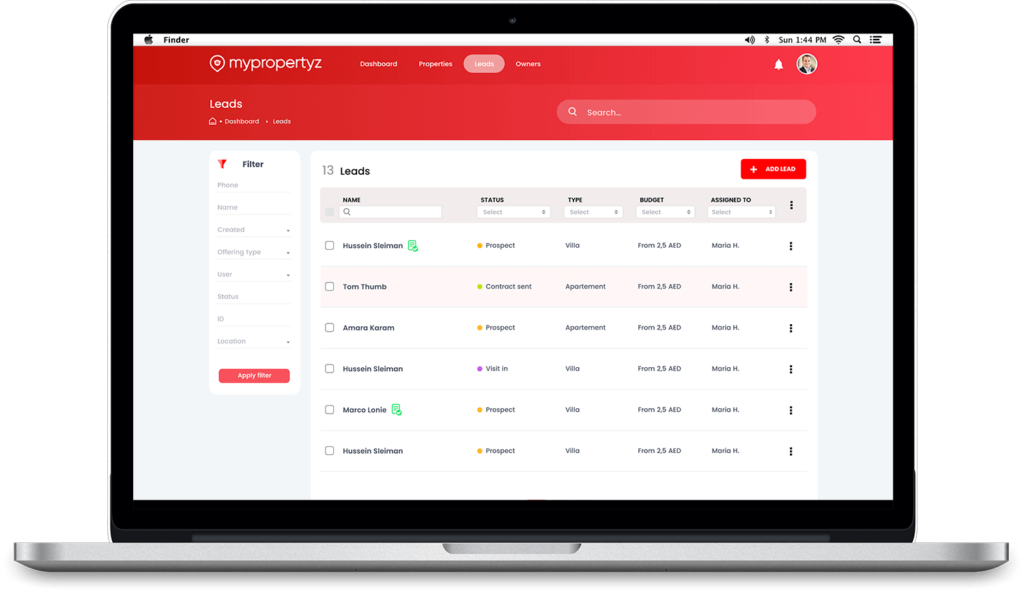 Finder
Sun 1:44 PM
mypropertyz
Dashboard Properties Leads Owners
Leads
Dashboard • Leads
Search...
Filter
Phone
Name
Created
Offering type
User
Status
ID
Location
Apply filter
13 Leads
ADD LEAD
NAME STATUS TYPE BUDGET ASSIGNED TO
Select Select Select Select
Hussein Sleiman Prospect Villa From 2,5 AED Maria H.
Tom Thumb Contract sent Apartement From 2,5 AED Maria H.
Amara Karam Prospect Apartement From 2,5 AED Maria H.
Hussein Sleiman Visit in Villa From 2,5 AED Maria H.
Marco Lonie Prospect Villa From 2,5 AED Maria H.
Hussein Sleiman Prospect Villa From 2,5 AED Maria H.